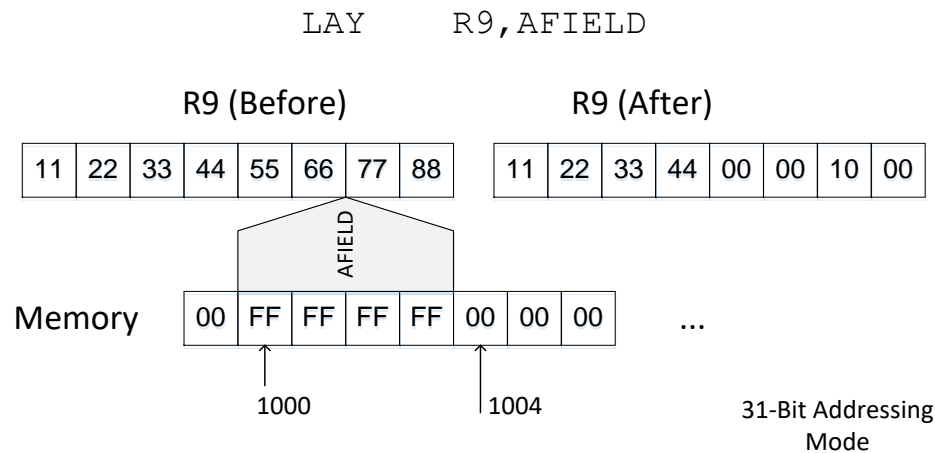 LAY R9,AFIELD
R9 (Before) R9 (After)
11 22 33 44 55 66 77 88 11 22 33 44 00 00 10 00
AFIELD
Memory 00 FF FF FF FF 00 00 00 ...
1000 1004
31-Bit Addressing
Mode